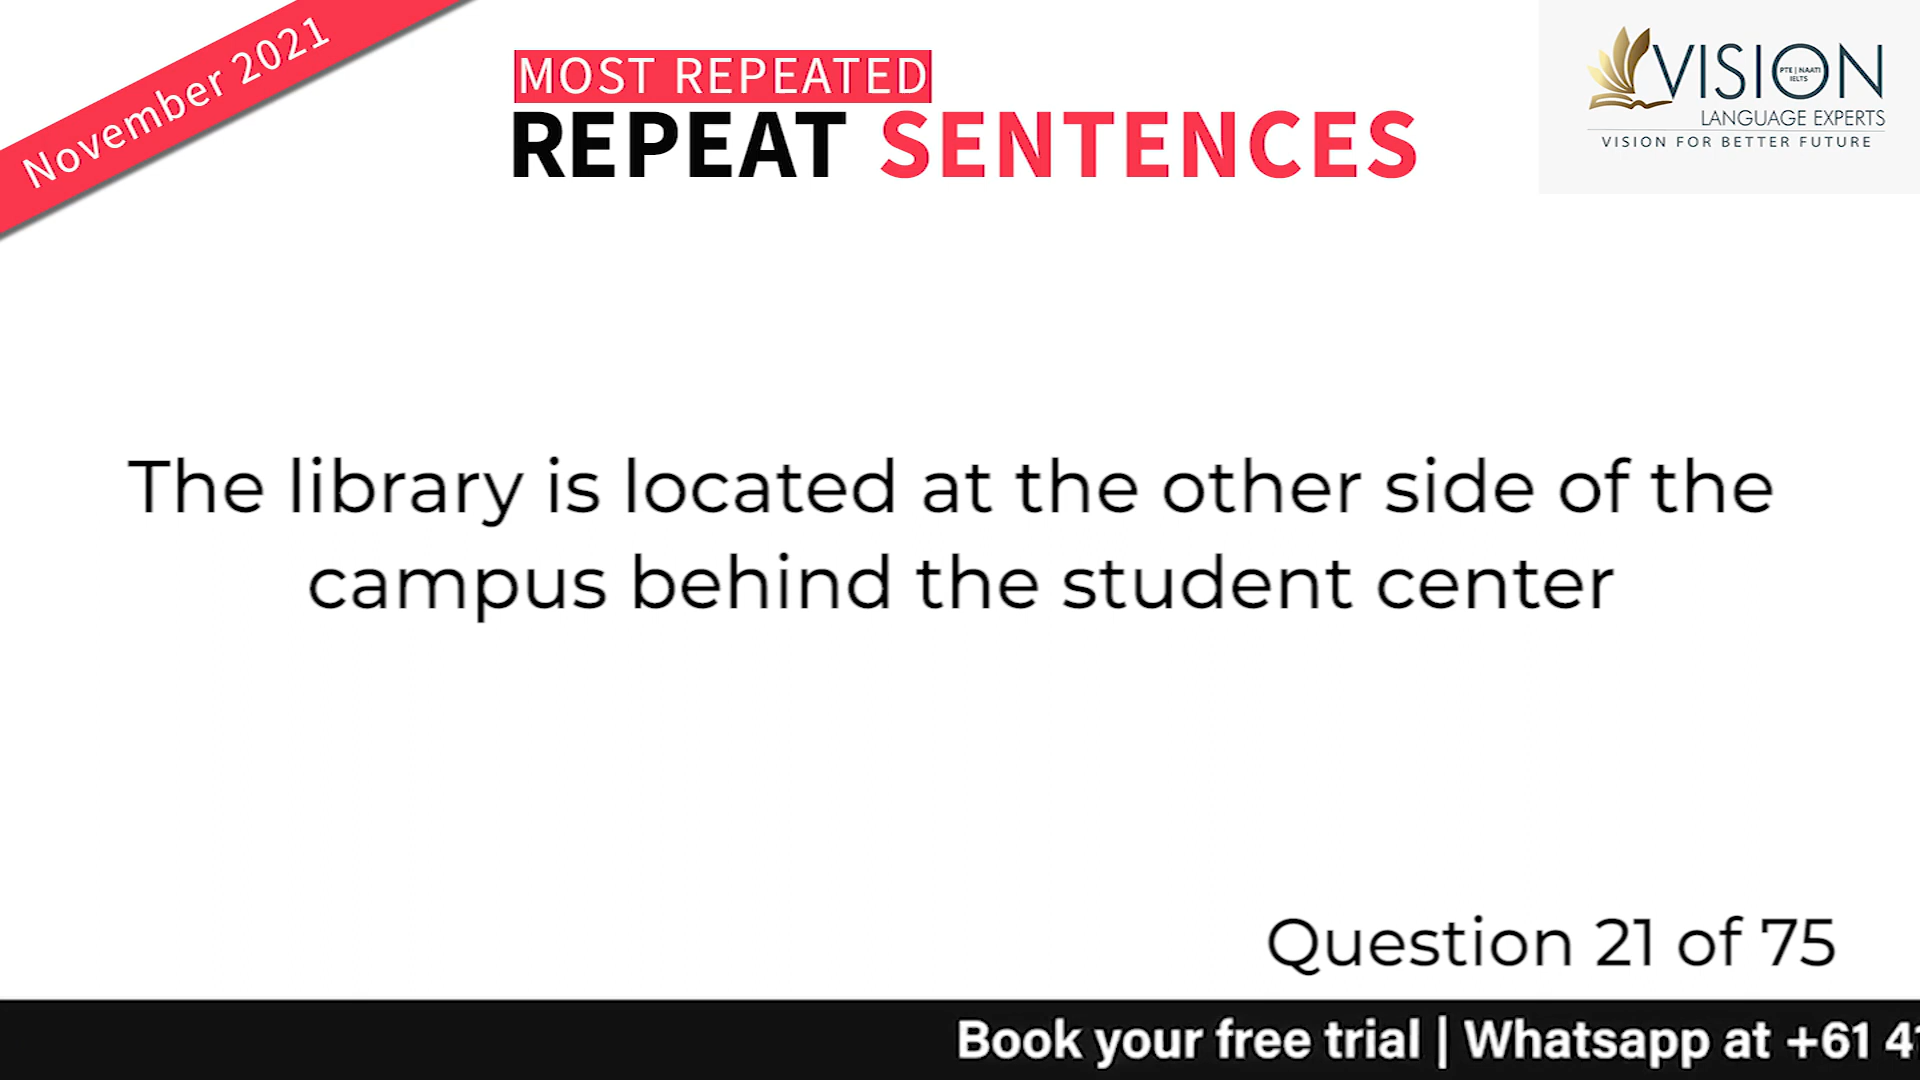 November 2021
MOST REPEATED
REPEAT SENTENCES
VISION
PTE | NAATI
IELTS
LANGUAGE EXPERTS
VISION FOR BETTER FUTURE
The library is located at the other side of the
campus behind the student center
Question 21 of 75
Book your free trial | Whatsapp at +61 4